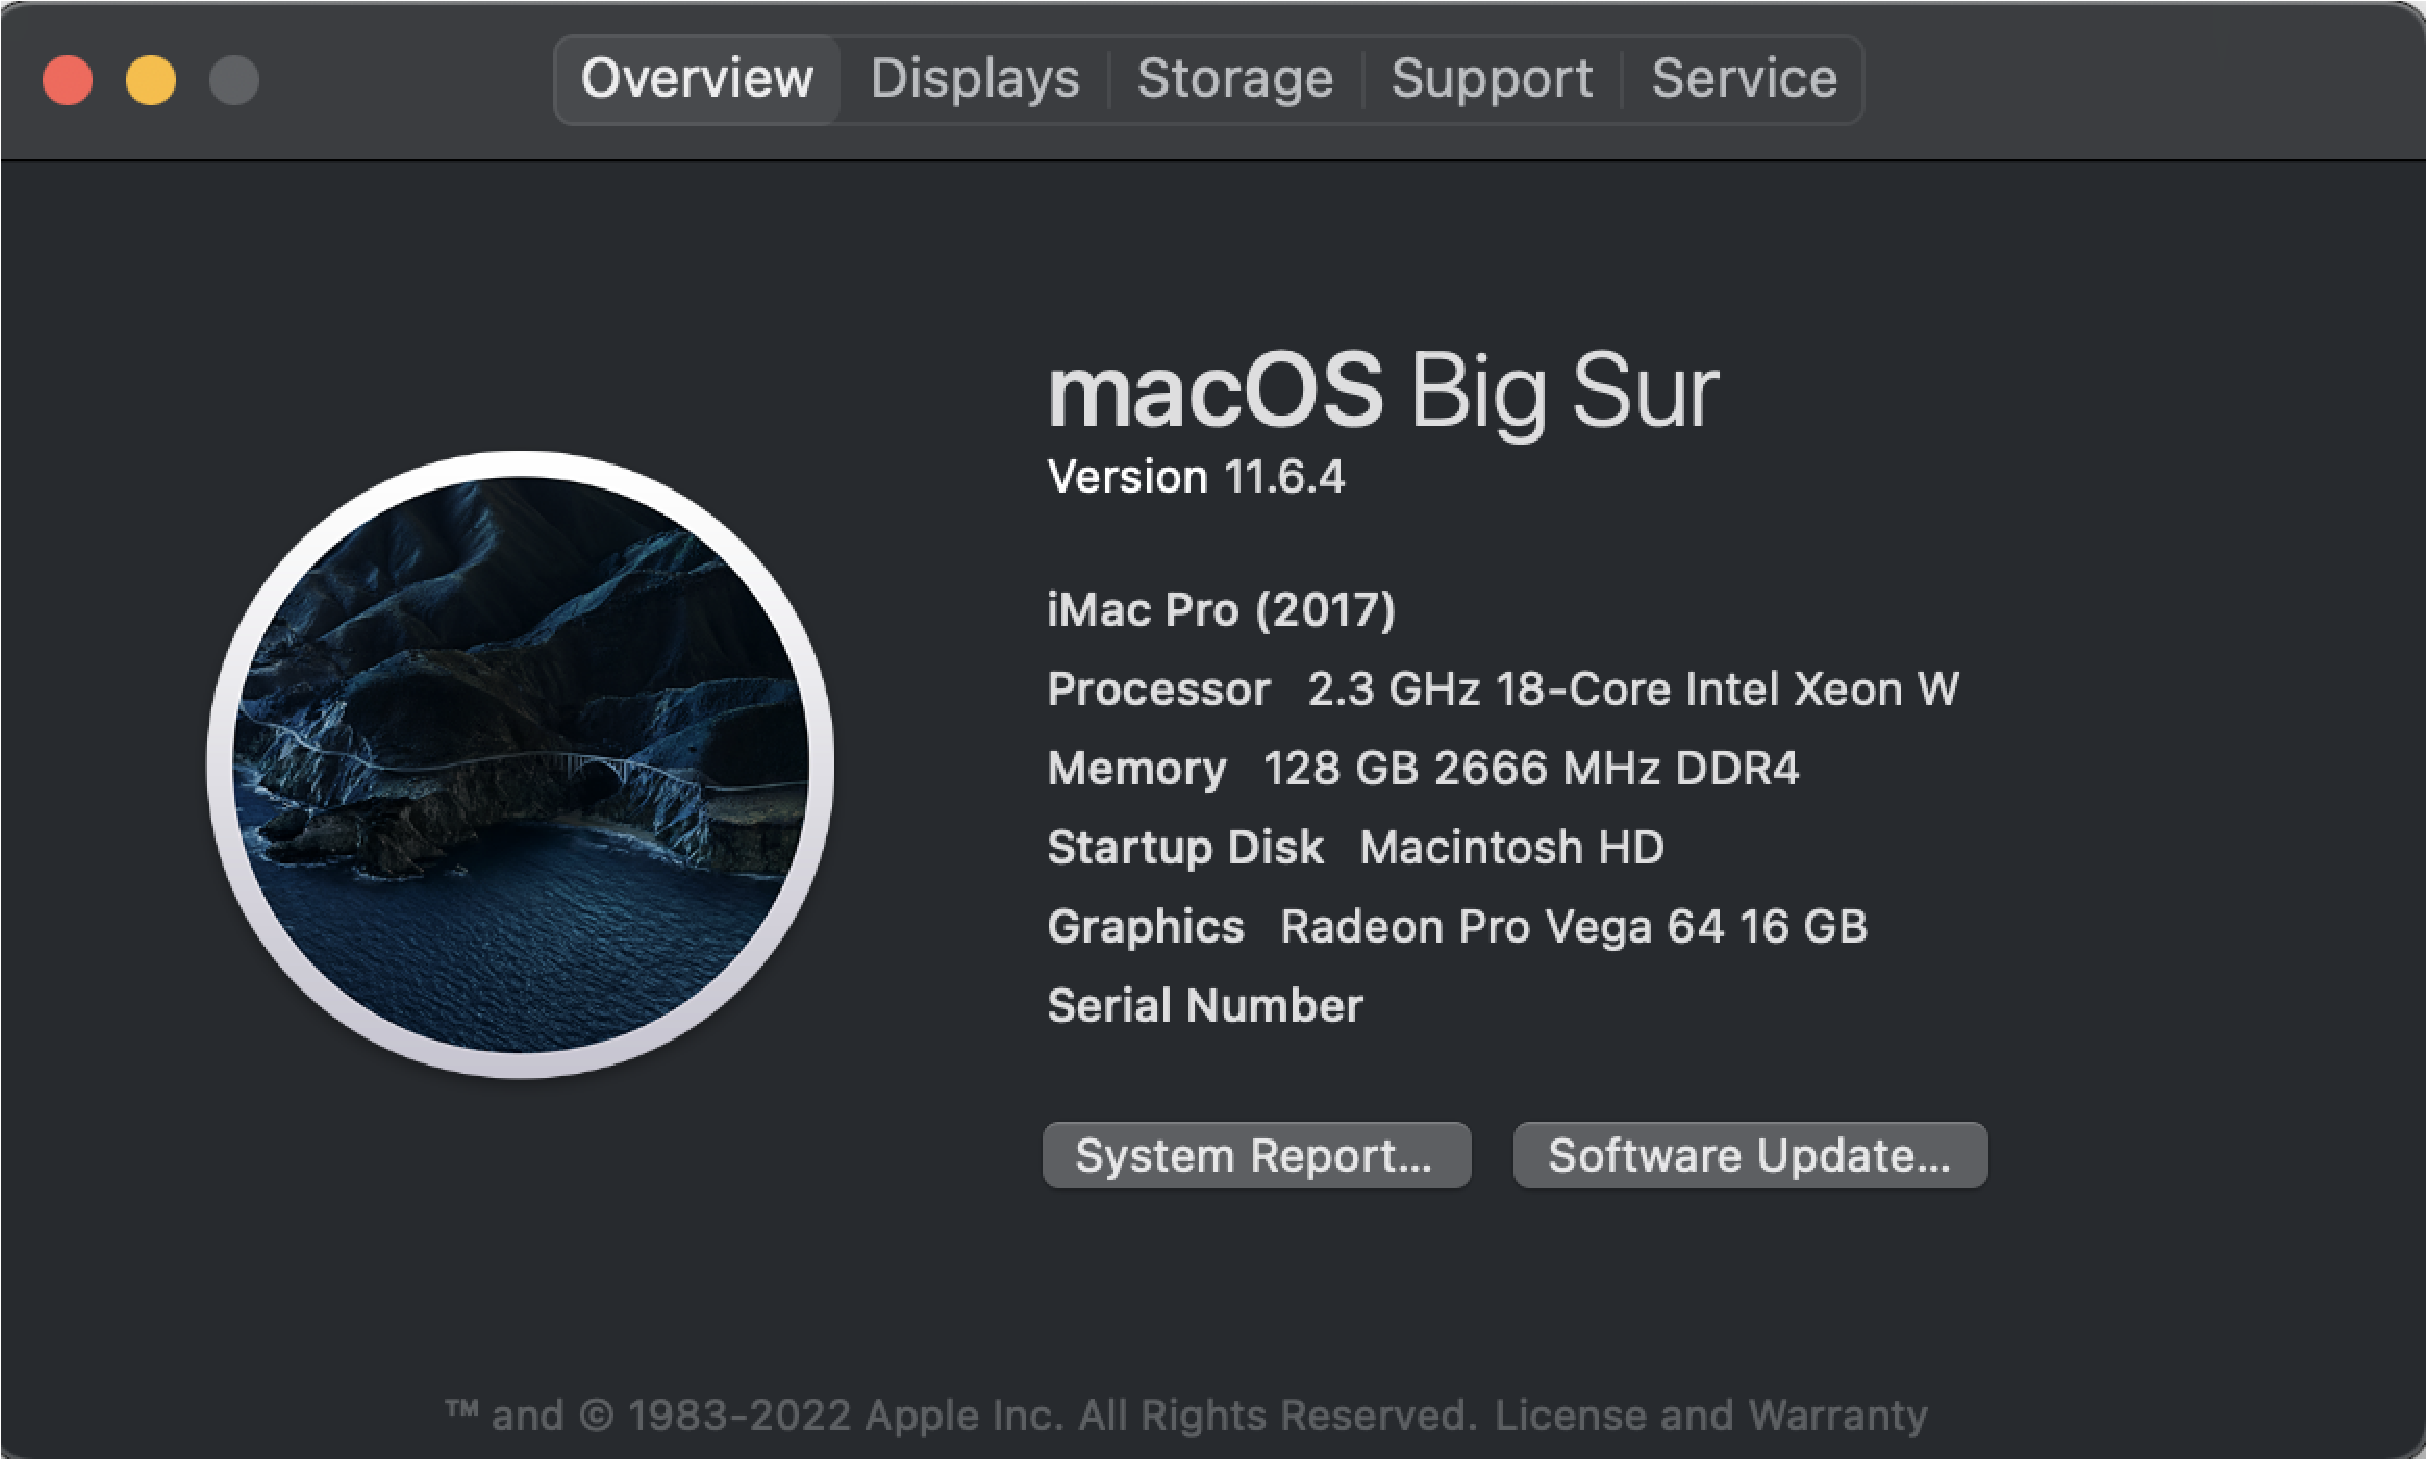 Overview Displays Storage Support Service
macOS Big Sur
Version 11.6.4
iMac Pro (2017)
Processor 2.3 GHz 18-Core Intel Xeon W
Memory 128 GB 2666 MHz DDR4
Startup Disk Macintosh HD
Graphics Radeon Pro Vega 64 16 GB
Serial Number
System Report... Software Update...
™ and © 1983-2022 Apple Inc. All Rights Reserved. License and Warranty